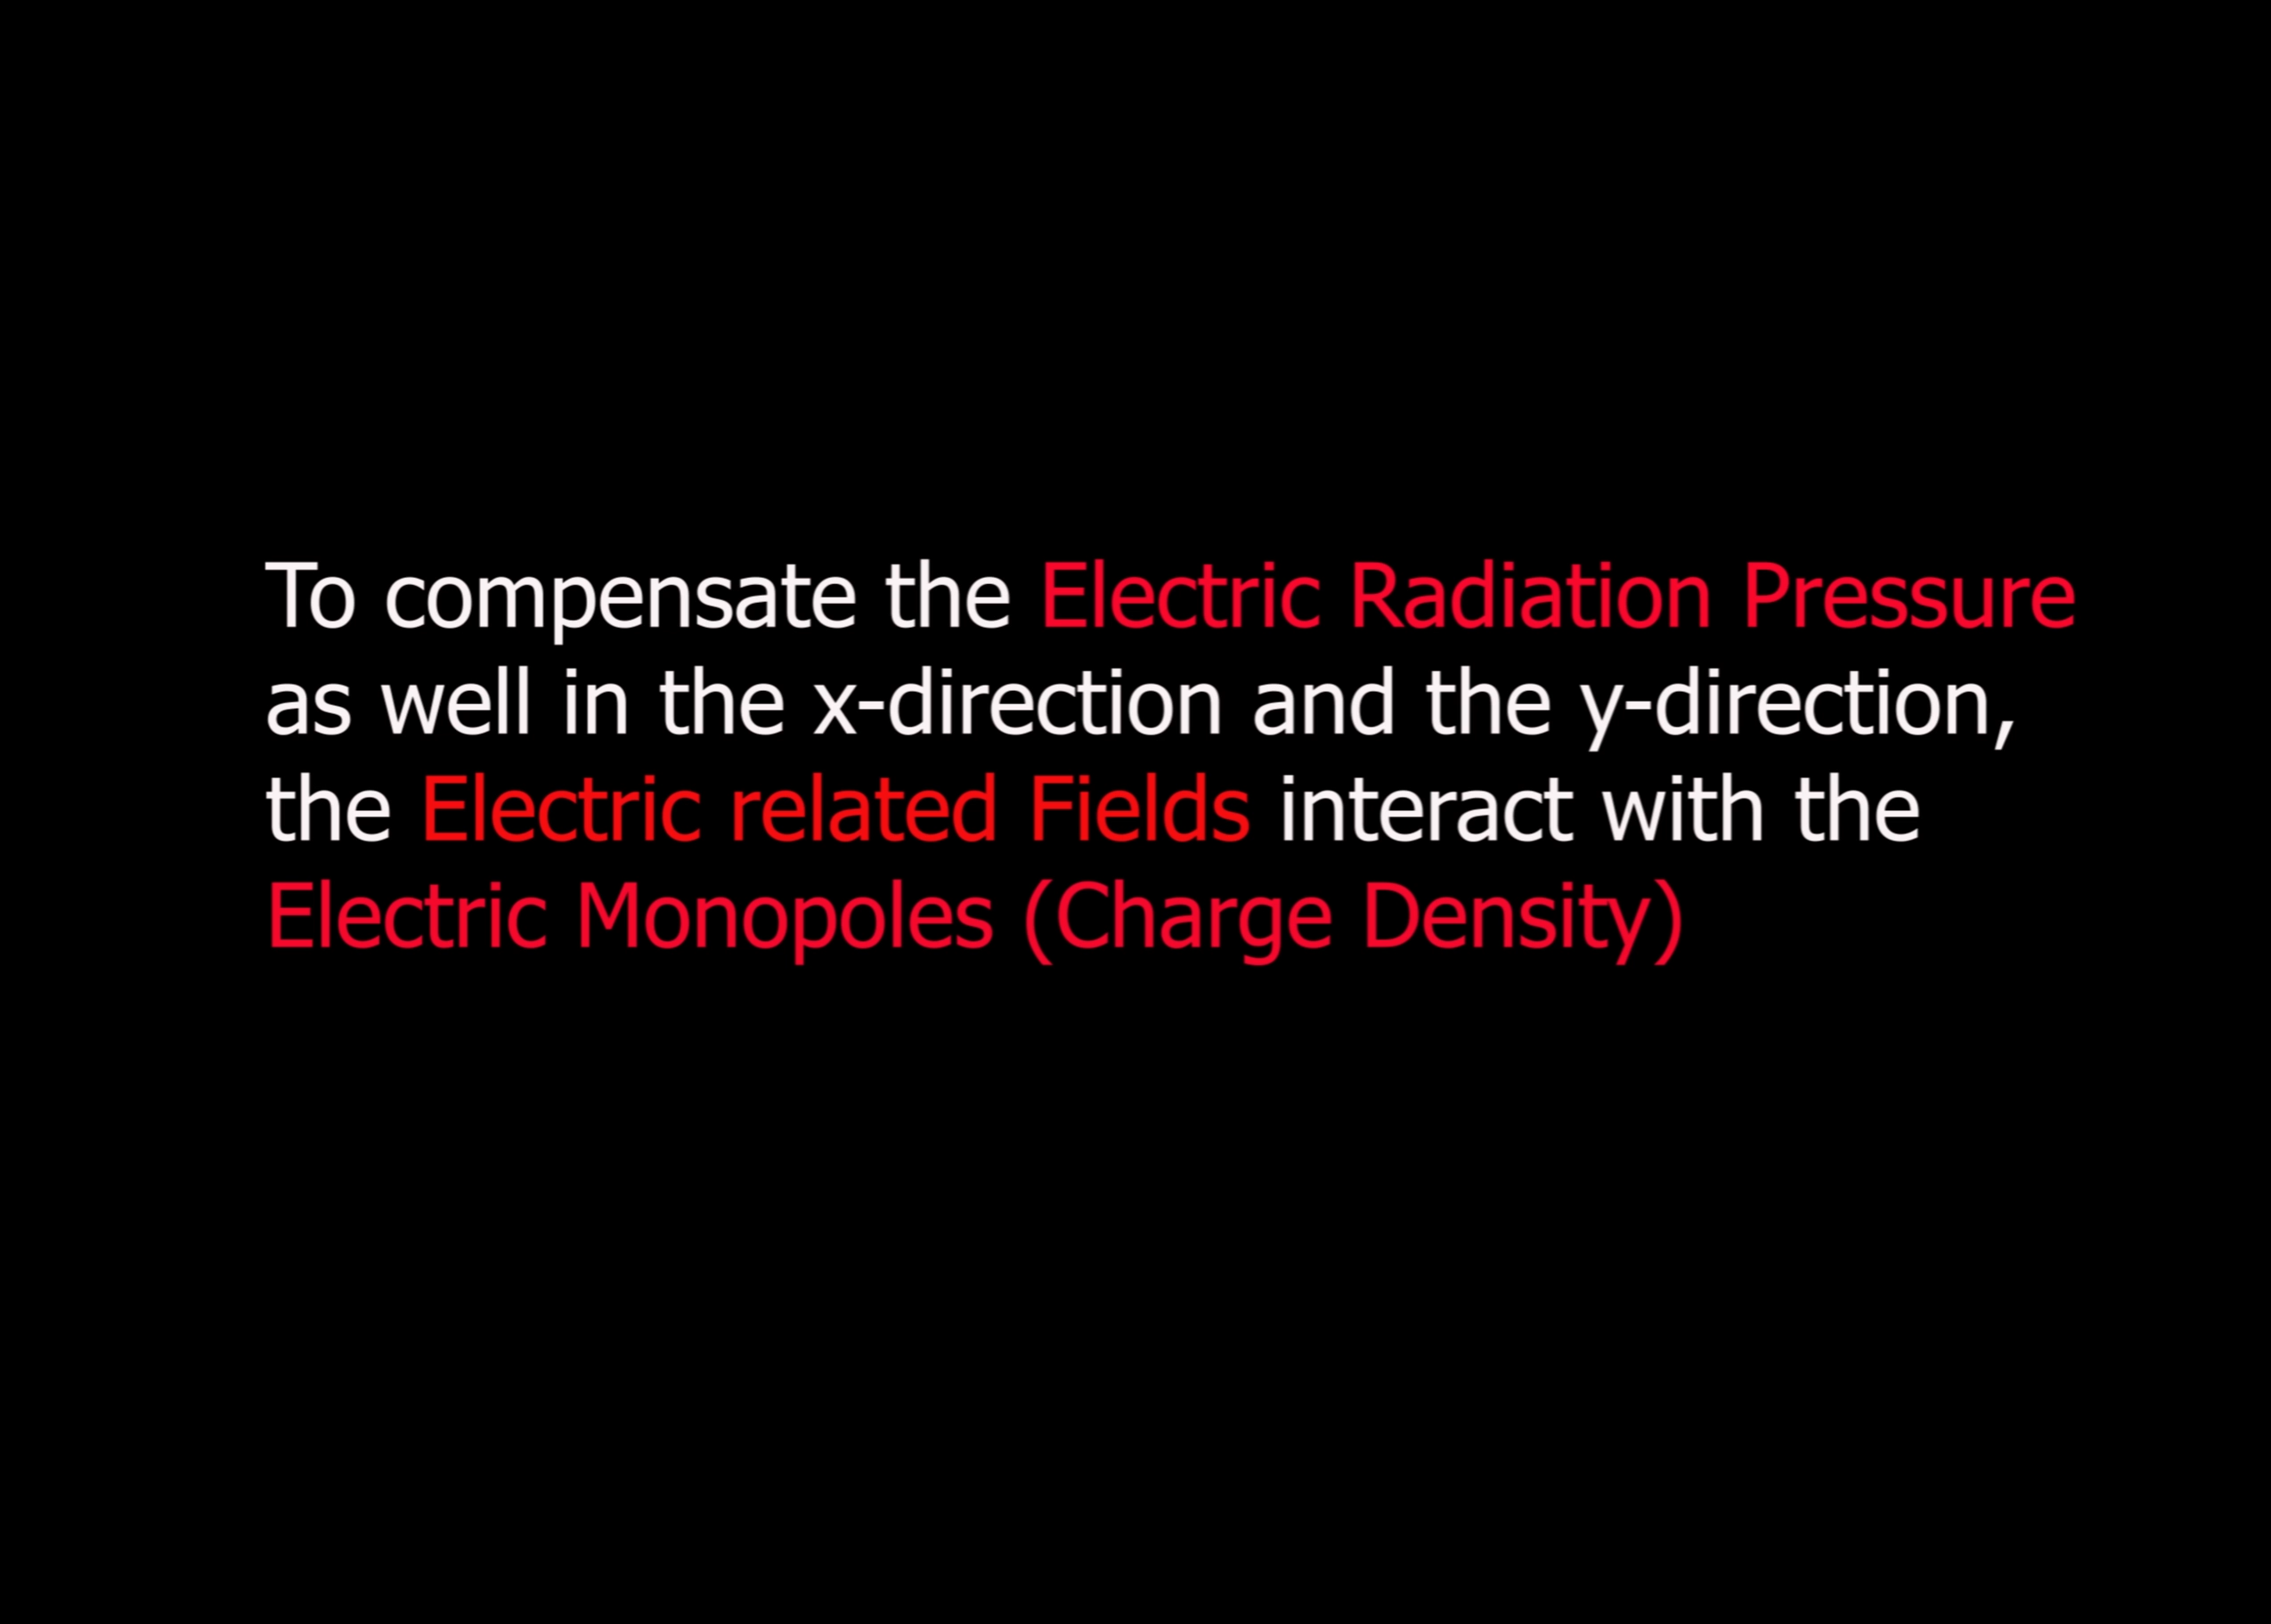 To compensate the Electric Radiation Pressure
as well in the x-direction and the y-direction,
the Electric related Fields interact with the
Electric Monopoles (Charge Density)